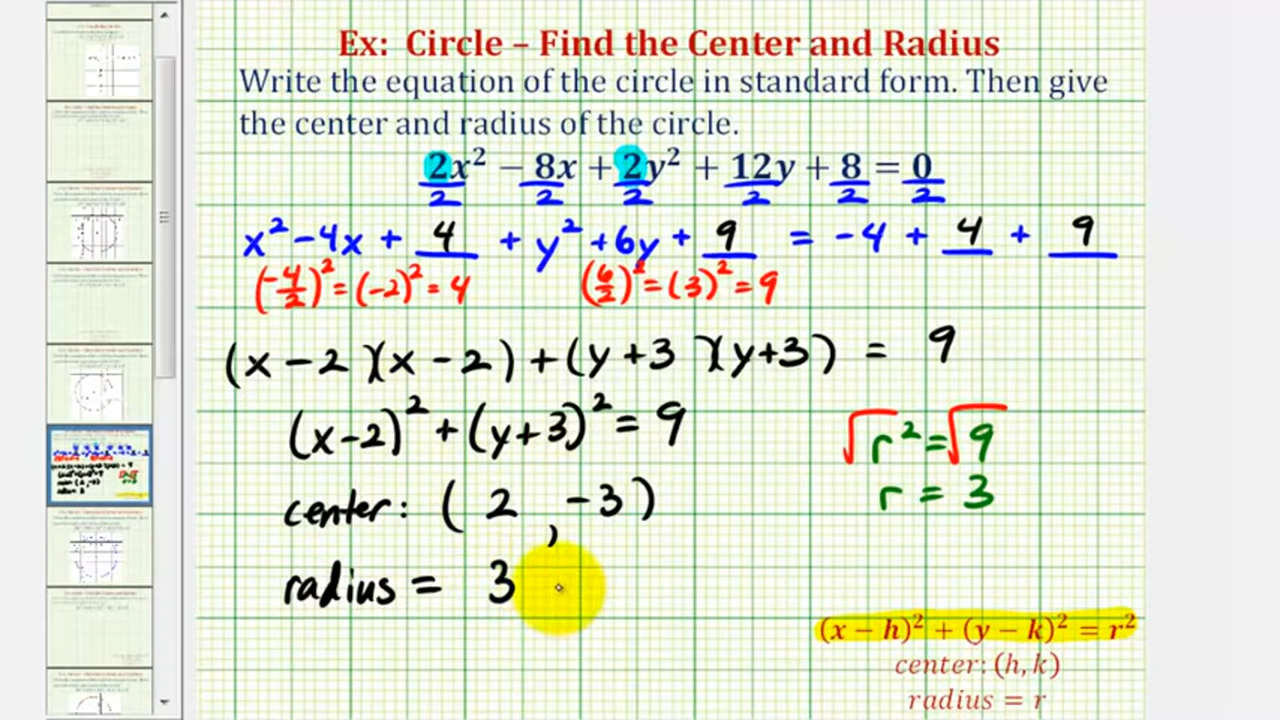 Ex: Circle – Find the Center and Radius
Write the equation of the circle in standard form. Then give
the center and radius of the circle.
2x² − 8x + 2y² + 12y + 8 = 0
2 2 2 2 2 2
x² − 4x + 4 + y² + 6y + 9 = −4 + 4 + 9
(−4/2)² = (−2)² = 4 (6/2)² = (3)² = 9
(x − 2)(x − 2) + (y + 3)(y + 3) = 9
(x − 2)² + (y + 3)² = 9
√r² = √9
center: (2, −3)
r = 3
radius = 3
(x − h)² + (y − k)² = r²
center: (h, k)
radius = r